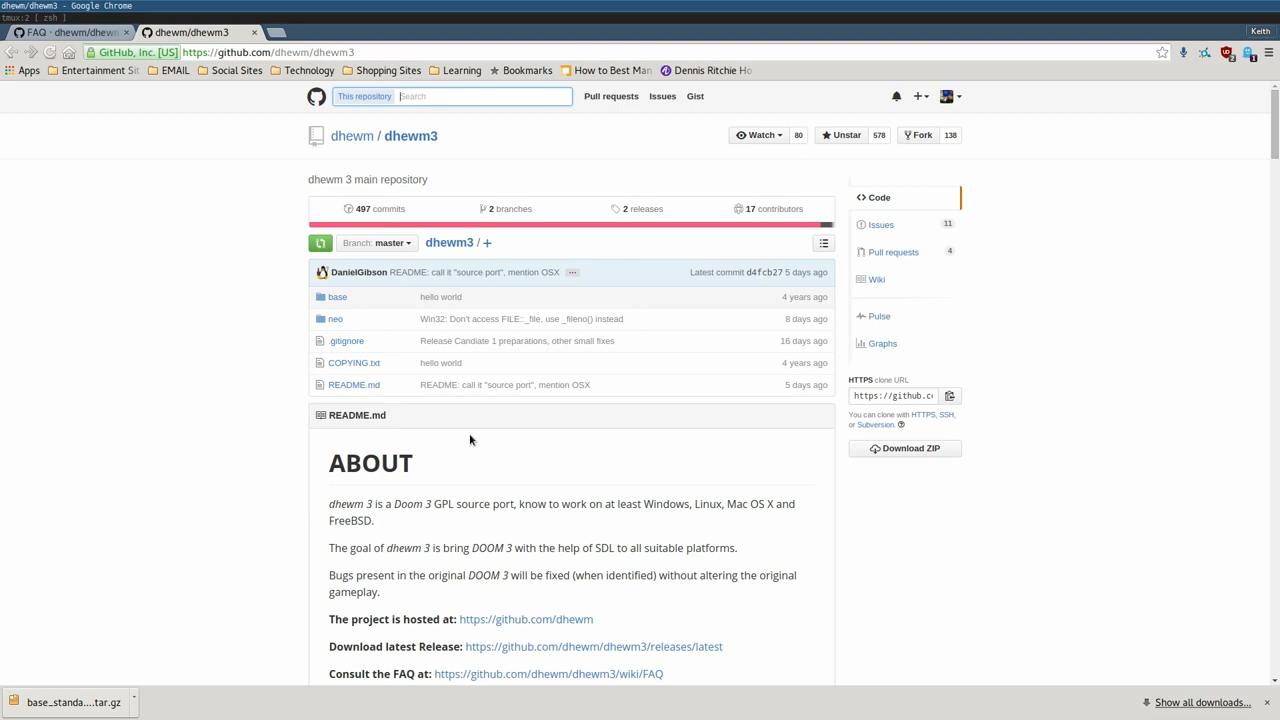 dhewm/dhewm3 - Google Chrome
tmux:2 [ zsh ]
FAQ · dhewm/dhewm × dhewm/dhewm3 ×
Keith
GitHub, Inc. [US] https://github.com/dhewm/dhewm3
Apps Entertainment Sit EMAIL Social Sites Technology Shopping Sites Learning Bookmarks How to Best Man Dennis Ritchie Ho
This repository Search Pull requests Issues Gist
dhewm / dhewm3 Watch 80 Unstar 578 Fork 138
dhewm 3 main repository
497 commits 2 branches 2 releases 17 contributors
Branch: master dhewm3 / +
DanielGibson README: call it "source port", mention OSX ... Latest commit d4fcb27 5 days ago
base hello world 4 years ago
neo Win32: Don't access FILE::_file, use _fileno() instead 8 days ago
.gitignore Release Candiate 1 preparations, other small fixes 16 days ago
COPYING.txt hello world 4 years ago
README.md README: call it "source port", mention OSX 5 days ago
README.md
ABOUT
dhewm 3 is a Doom 3 GPL source port, know to work on at least Windows, Linux, Mac OS X and
FreeBSD.
The goal of dhewm 3 is bring DOOM 3 with the help of SDL to all suitable platforms.
Bugs present in the original DOOM 3 will be fixed (when identified) without altering the original
gameplay.
The project is hosted at: https://github.com/dhewm
Download latest Release: https://github.com/dhewm/dhewm3/releases/latest
Consult the FAQ at: https://github.com/dhewm/dhewm3/wiki/FAQ
Code
Issues 11
Pull requests 4
Wiki
Pulse
Graphs
HTTPS clone URL
https://github.co
You can clone with HTTPS, SSH,
or Subversion.
Download ZIP
base_standa....tar.gz
Show all downloads... ×